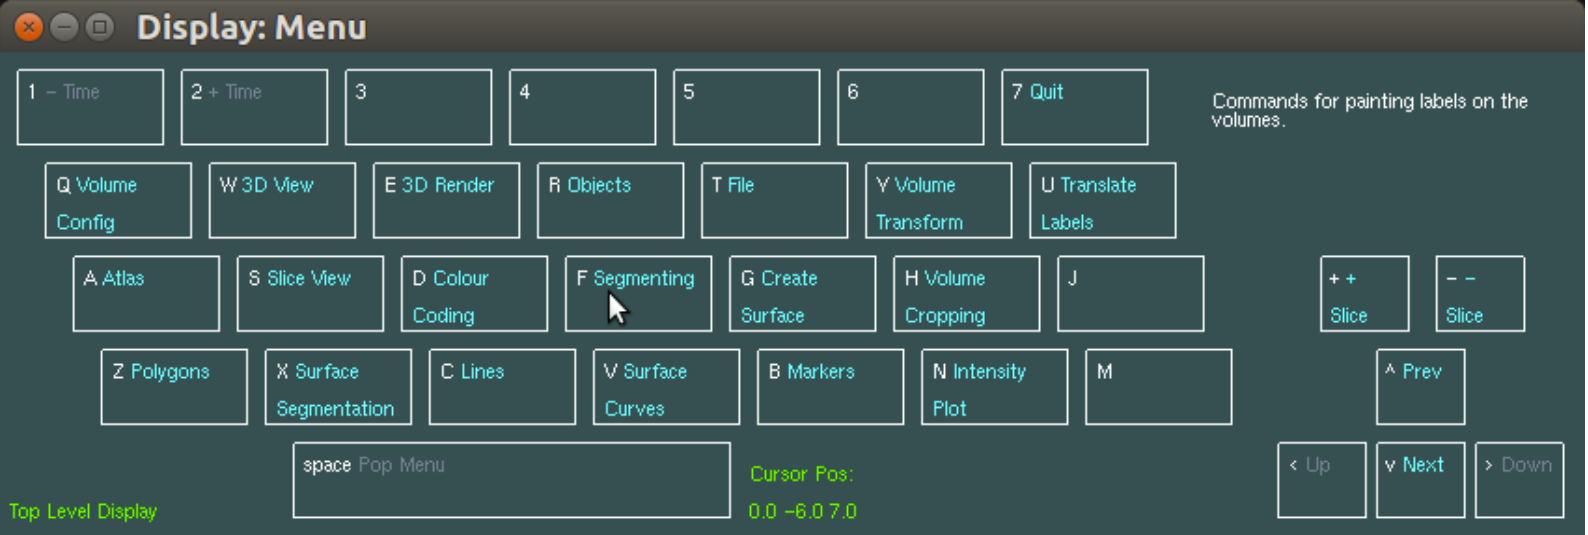 Display: Menu
1 - Time
2 + Time
3
4
5
6
7 Quit
Commands for painting labels on the
volumes.
Q Volume
Config
W 3D View
E 3D Render
R Objects
T File
Y Volume
Transform
U Translate
Labels
A Atlas
S Slice View
D Colour
Coding
F Segmenting
G Create
Surface
H Volume
Cropping
J
+ +
Slice
- -
Slice
Z Polygons
X Surface
Segmentation
C Lines
V Surface
Curves
B Markers
N Intensity
Plot
M
^ Prev
space Pop Menu
Cursor Pos:
0.0 -6.0 7.0
< Up
v Next
> Down
Top Level Display